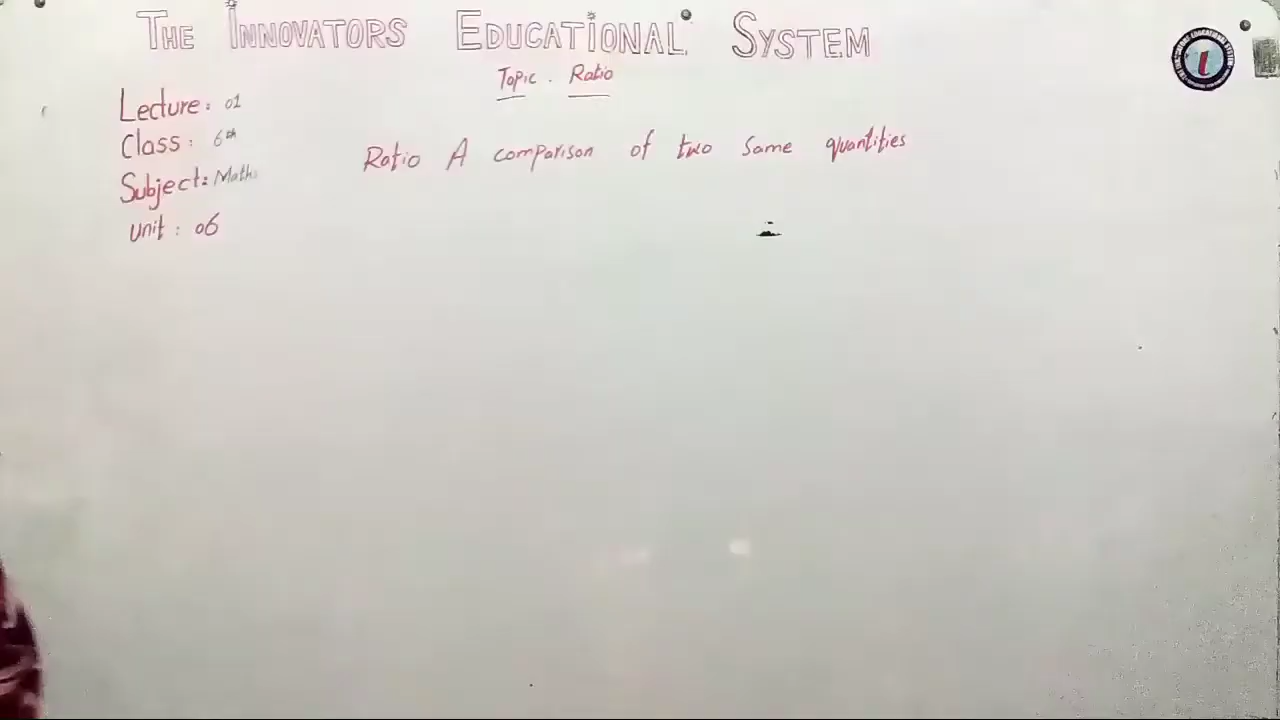 THE INNOVATORS EDUCATIONAL SYSTEM
Topic . Ratio
Lecture: 01
Class: 6th
Subject: Maths
Unit: 06
Ratio A comparison of two same quantities